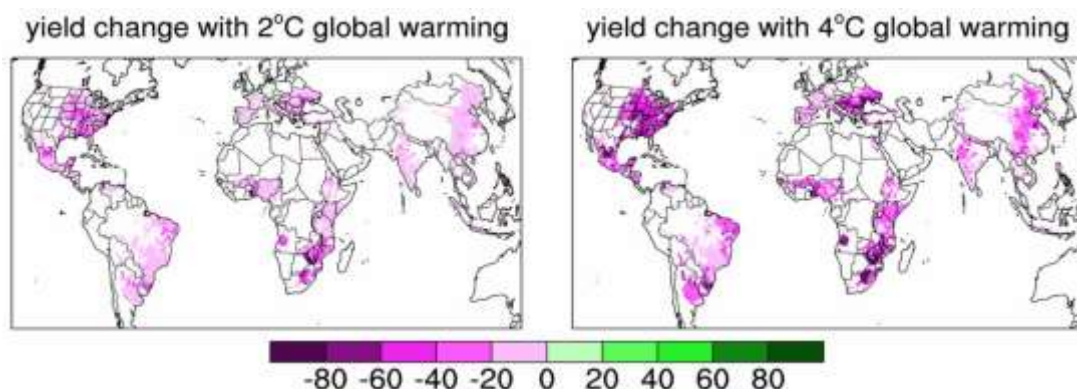 yield change with 2°C global warming
yield change with 4°C global warming
-80 -60 -40 -20 0 20 40 60 80